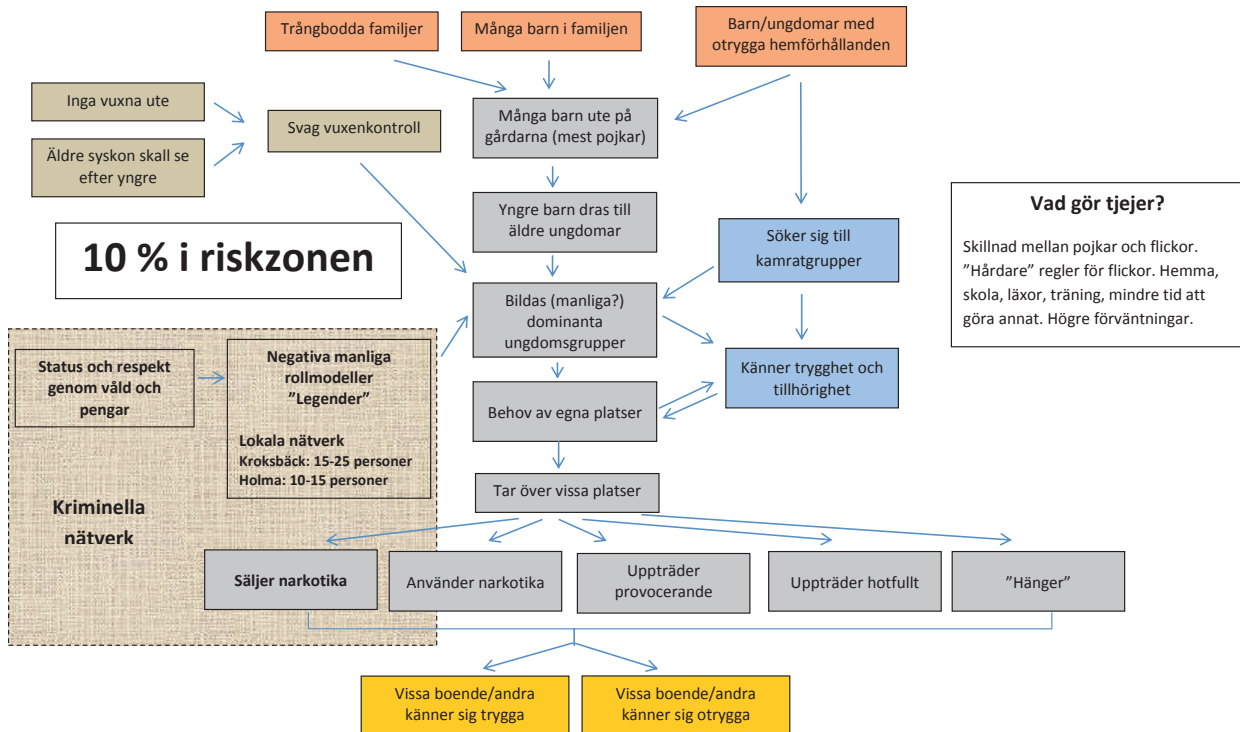 Trångbodda familjer
Många barn i familjen
Barn/ungdomar med
otrygga hemförhållanden
Inga vuxna ute
Äldre syskon skall se
efter yngre
Svag vuxenkontroll
Många barn ute på
gårdarna (mest pojkar)
Yngre barn dras till
äldre ungdomar
Söker sig till
kamratgrupper
Vad gör tjejer?
Skillnad mellan pojkar och flickor.
”Hårdare” regler för flickor. Hemma,
skola, läxor, träning, mindre tid att
göra annat. Högre förväntningar.
10 % i riskzonen
Bildas (manliga?)
dominanta
ungdomsgrupper
Status och respekt
genom våld och
pengar
Negativa manliga
rollmodeller
”Legender”
Lokala nätverk
Kroksbäck: 15-25 personer
Holma: 10-15 personer
Känner trygghet och
tillhörighet
Behov av egna platser
Tar över vissa platser
Kriminella
nätverk
Säljer narkotika
Använder narkotika
Uppträder
provocerande
Uppträder hotfullt
”Hänger”
Vissa boende/andra
känner sig trygga
Vissa boende/andra
känner sig otrygga